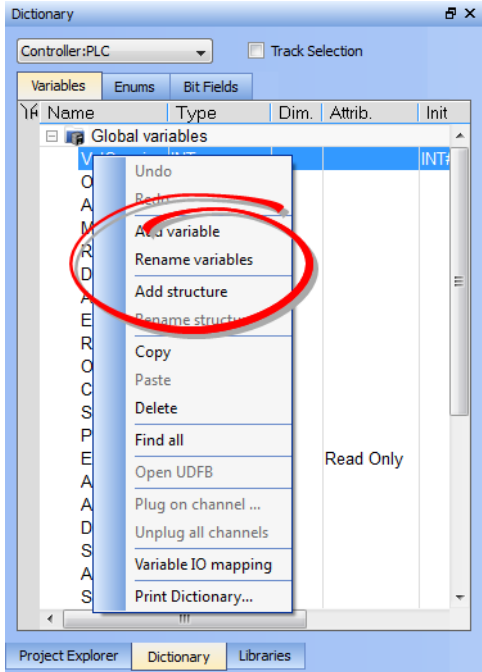 Dictionary
Controller:PLC
Track Selection
Variables Enums Bit Fields
Name Type Dim. Attrib. Init
Global variables
Undo
Redo
Add variable
Rename variables
Add structure
Rename structure
Copy
Paste
Delete
Find all
Open UDFB
Read Only
Plug on channel ...
Unplug all channels
Variable IO mapping
Print Dictionary...
Project Explorer Dictionary Libraries